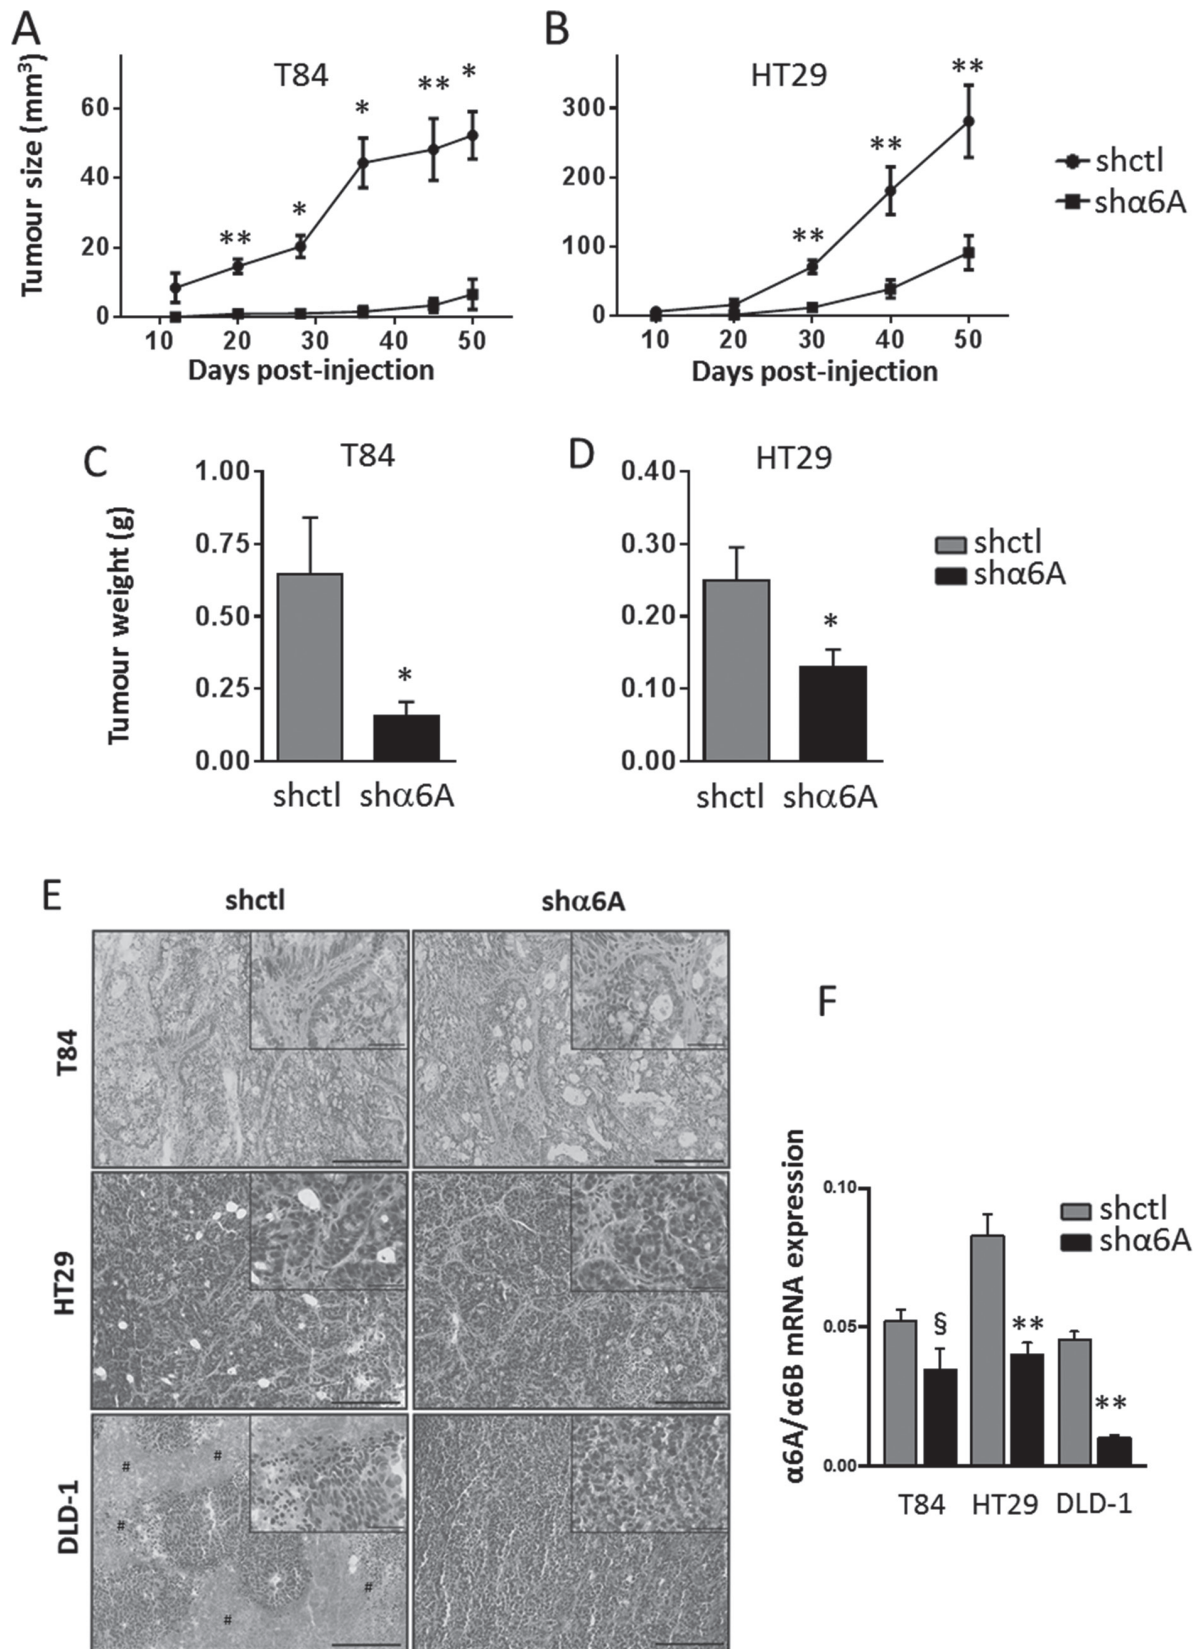 A
T84
Tumour size (mm³)
60
40
20
0
10 20 30 40 50
Days post-injection
* ** * * ** *
B
HT29
300
200
100
0
10 20 30 40 50
Days post-injection
** ** **
shctl
shα6A
C
T84
Tumour weight (g)
1.00
0.75
0.50
0.25
0.00
*
shctl shα6A
D
HT29
0.40
0.30
0.20
0.10
0.00
*
shctl shα6A
shctl
shα6A
E
shctl shα6A
T84
HT29
DLD-1
# #
#
#
#
F
α6A/α6B mRNA expression
0.10
0.05
0.00
§ ** **
shctl
shα6A
T84 HT29 DLD-1